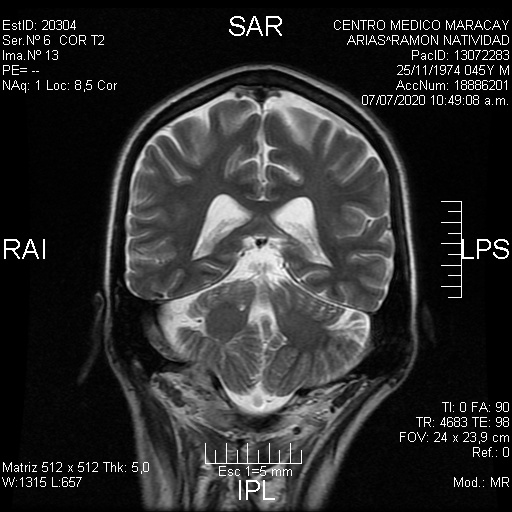 EstID: 20304
Ser.Nº 6 COR T2
Ima.Nº 13
PE= --
NAq: 1 Loc: 8,5 Cor
SAR
CENTRO MEDICO MARACAY
ARIAS^RAMON NATIVIDAD
PacID: 13072283
25/11/1974 045Y M
AccNum: 18886201
07/07/2020 10:49:08 a.m.
RAI
LPS
TI: 0 FA: 90
TR: 4683 TE: 98
FOV: 24 x 23,9 cm
Ref.: 0
Matriz 512 x 512 Thk: 5,0
W:1315 L:657
Esc 1=5 mm
IPL
Mod.: MR